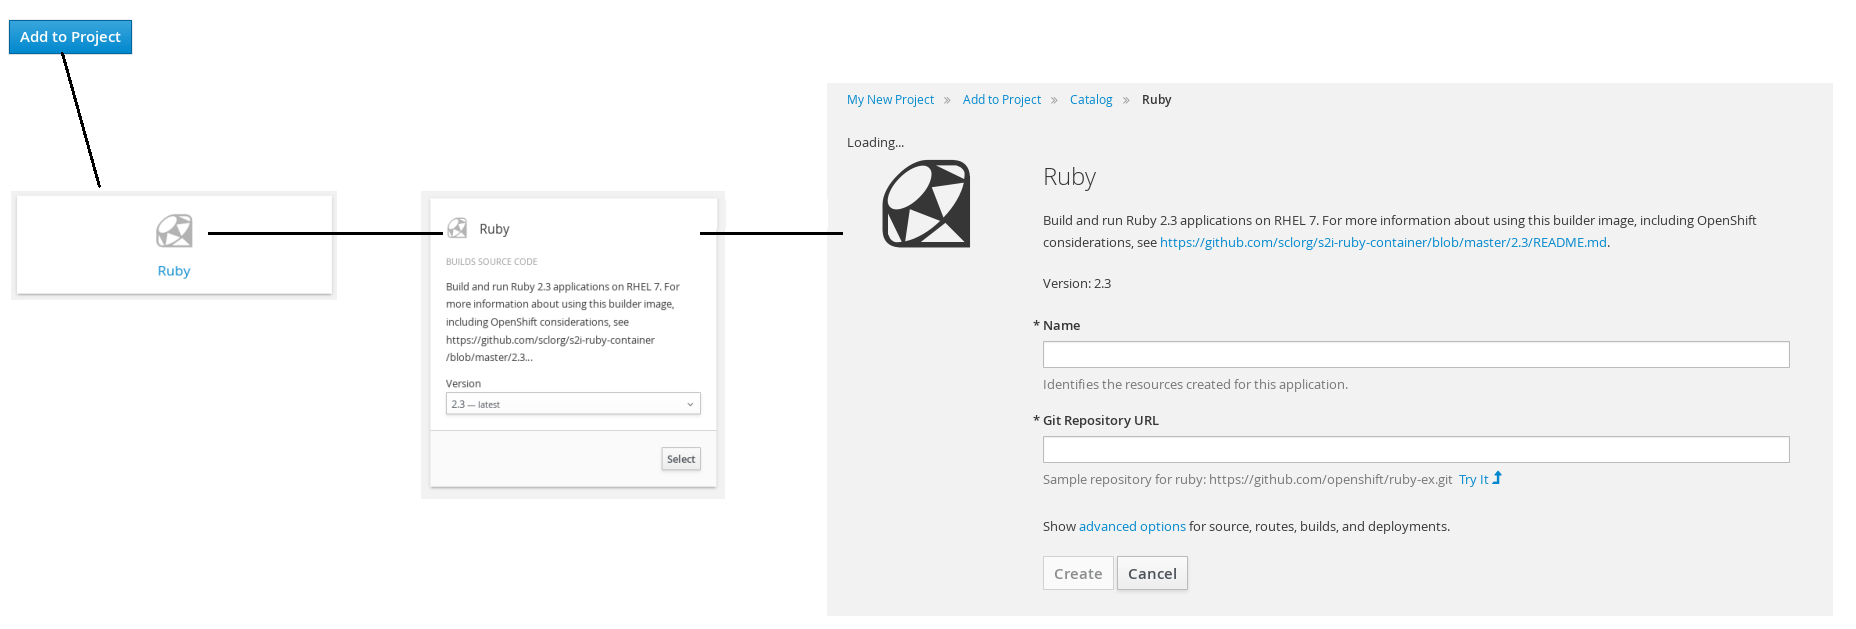 Add to Project
Ruby
Ruby
BUILDS SOURCE CODE
Build and run Ruby 2.3 applications on RHEL 7. For
more information about using this builder image,
including OpenShift considerations, see
https://github.com/sclorg/s2i-ruby-container
/blob/master/2.3...
Version
2.3 — latest
Select
My New Project » Add to Project » Catalog » Ruby
Loading...
Ruby
Build and run Ruby 2.3 applications on RHEL 7. For more information about using this builder image, including OpenShift
considerations, see https://github.com/sclorg/s2i-ruby-container/blob/master/2.3/README.md.
Version: 2.3
* Name
Identifies the resources created for this application.
* Git Repository URL
Sample repository for ruby: https://github.com/openshift/ruby-ex.git Try It
Show advanced options for source, routes, builds, and deployments.
Create Cancel